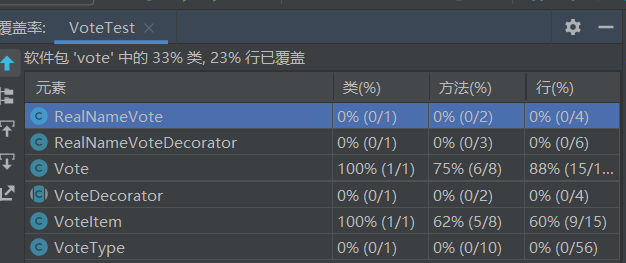 覆盖率: VoteTest ×
软件包 'vote' 中的 33% 类, 23% 行已覆盖
元素 类(%) 方法(%) 行(%)
RealNameVote 0% (0/1) 0% (0/2) 0% (0/4)
RealNameVoteDecorator 0% (0/1) 0% (0/3) 0% (0/6)
Vote 100% (1/1) 75% (6/8) 88% (15/1...
VoteDecorator 0% (0/1) 0% (0/2) 0% (0/4)
VoteItem 100% (1/1) 62% (5/8) 60% (9/15)
VoteType 0% (0/1) 0% (0/10) 0% (0/56)